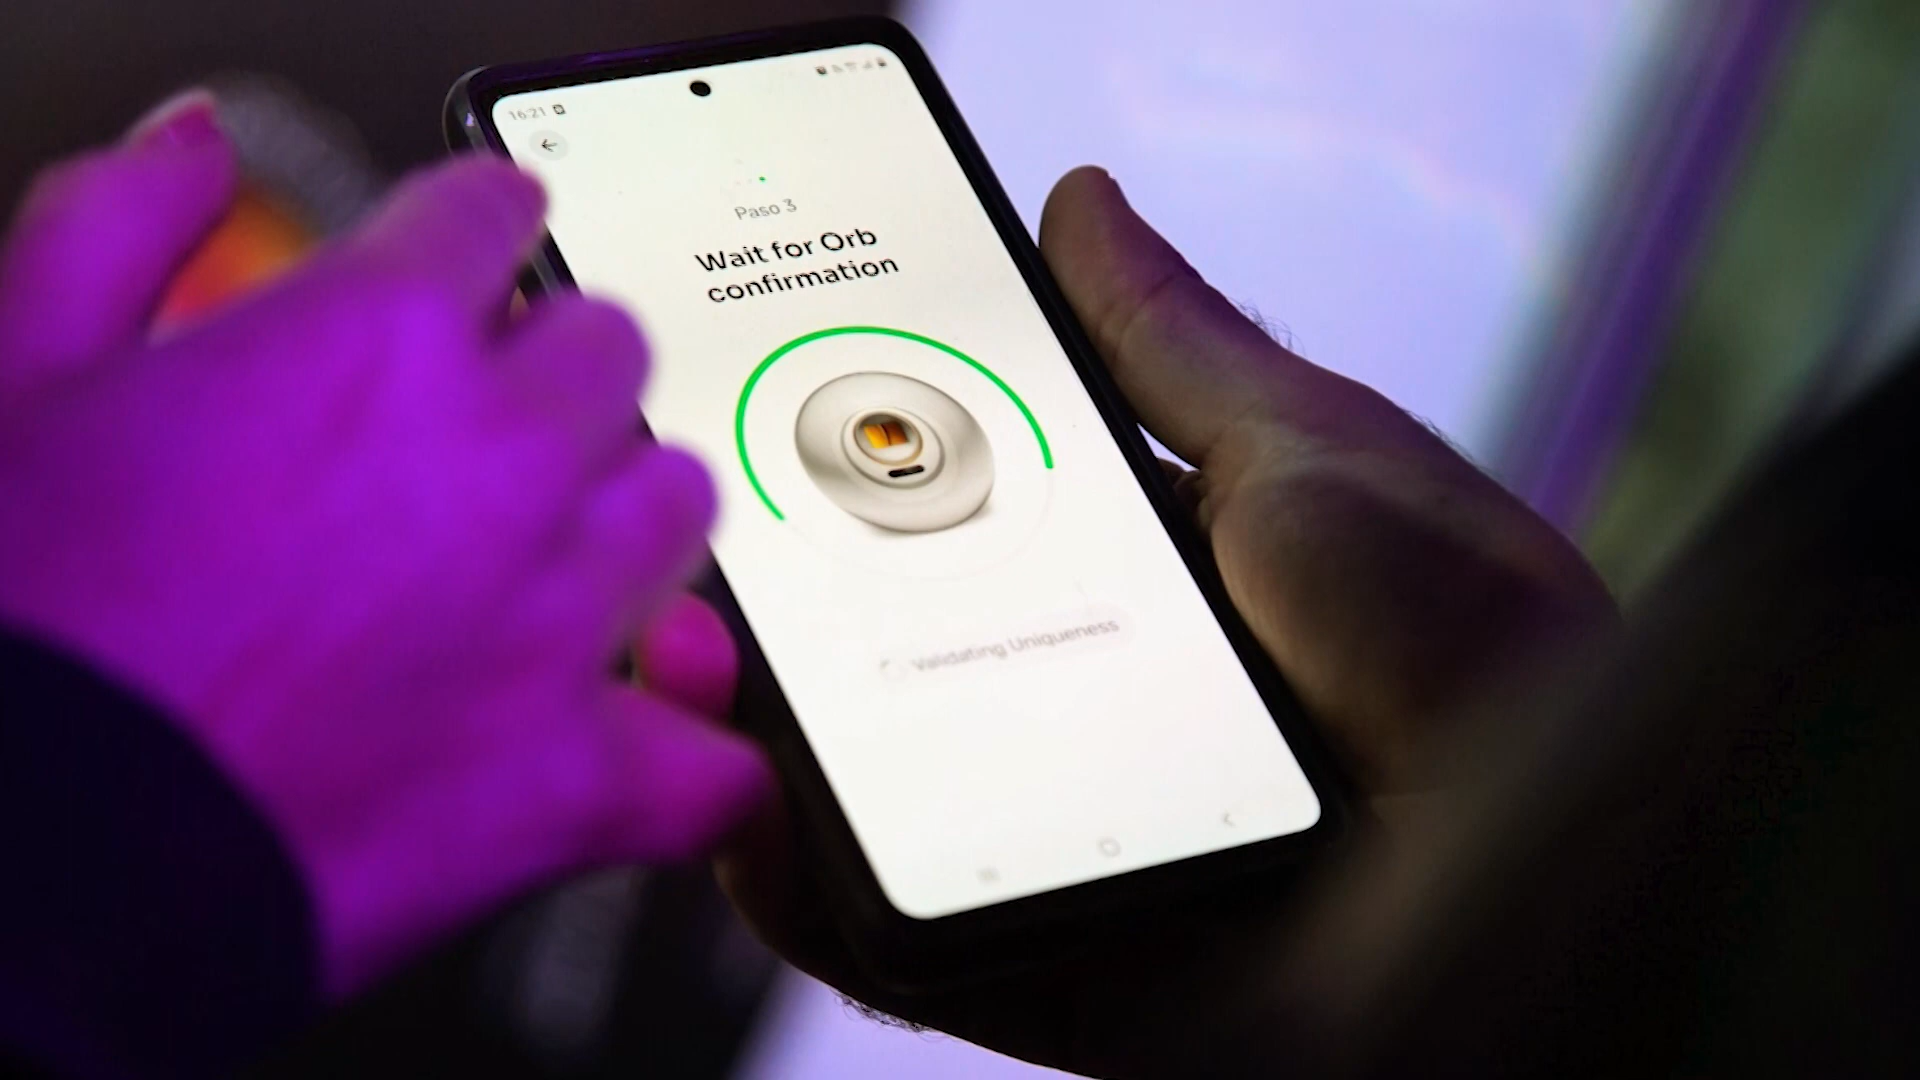 16:21
Paso 3
Wait for Orb
confirmation
Validating Uniqueness